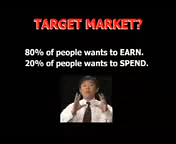 TARGET MARKET?
80% of people wants to EARN.
20% of people wants to SPEND.